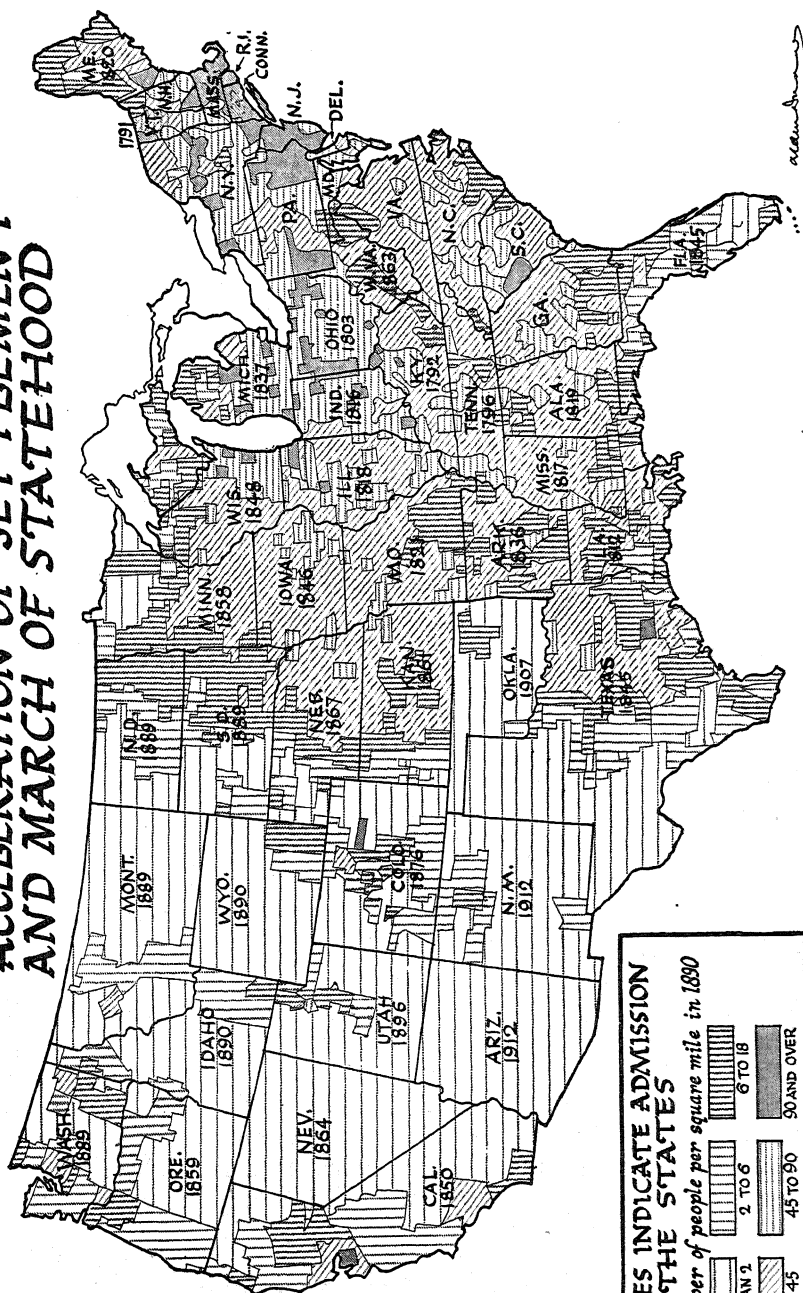 ACCELERATION OF SETTLEMENT
AND MARCH OF STATEHOOD
WASH.
1889
ORE.
1859
CAL.
1850
NEV.
1864
IDAHO
1890
MONT.
1889
WYO.
1890
UTAH
1896
ARIZ.
1912
COLO.
1876
N.M.
1912
N.D.
1889
S.D.
1889
NEB.
1867
KAN.
1861
OKLA.
1907
TEXAS
1845
MINN.
1858
IOWA
1846
MO.
1821
ARK.
1836
LA.
1812
WIS.
1848
ILL.
1818
MISS.
1817
MICH.
1837
IND.
1816
OHIO
1803
KY.
1792
TENN.
1796
ALA.
1819
GA.
FLA.
1845
S.C.
N.C.
VA.
W.VA.
1863
MD.
DEL.
PA.
N.J.
N.Y.
CONN.
R.I.
MASS.
1791
VT.
N.H.
ME.
1820
ES INDICATE ADMISSION
THE STATES
er of people per square mile in 1890
AN 2
2 TO 6
6 TO 18
45
45 TO 90
90 AND OVER